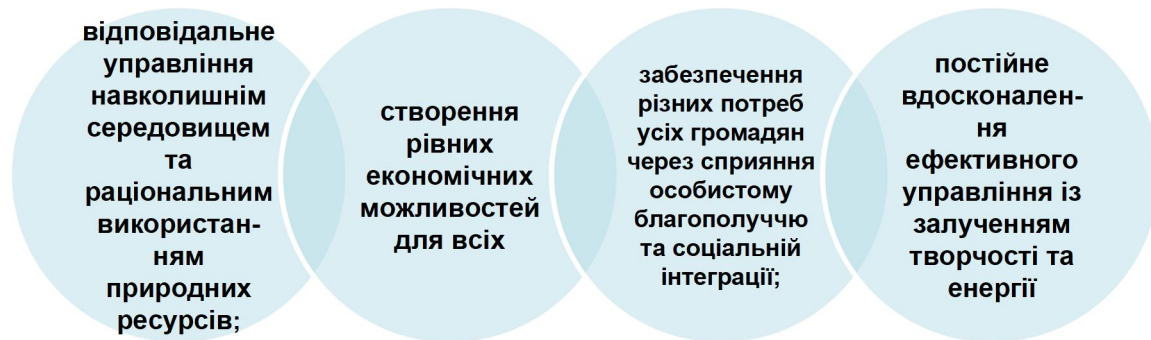 відповідальне
управління
навколишнім
середовищем
та
раціональним
використан-
ням
природних
ресурсів;
створення
рівних
економічних
можливостей
для всіх
забезпечення
різних потреб
усіх громадян
через сприяння
особистому
благополуччю
та соціальній
інтеграції;
постійне
вдосконален-
ня
ефективного
управління із
залученням
творчості та
енергії